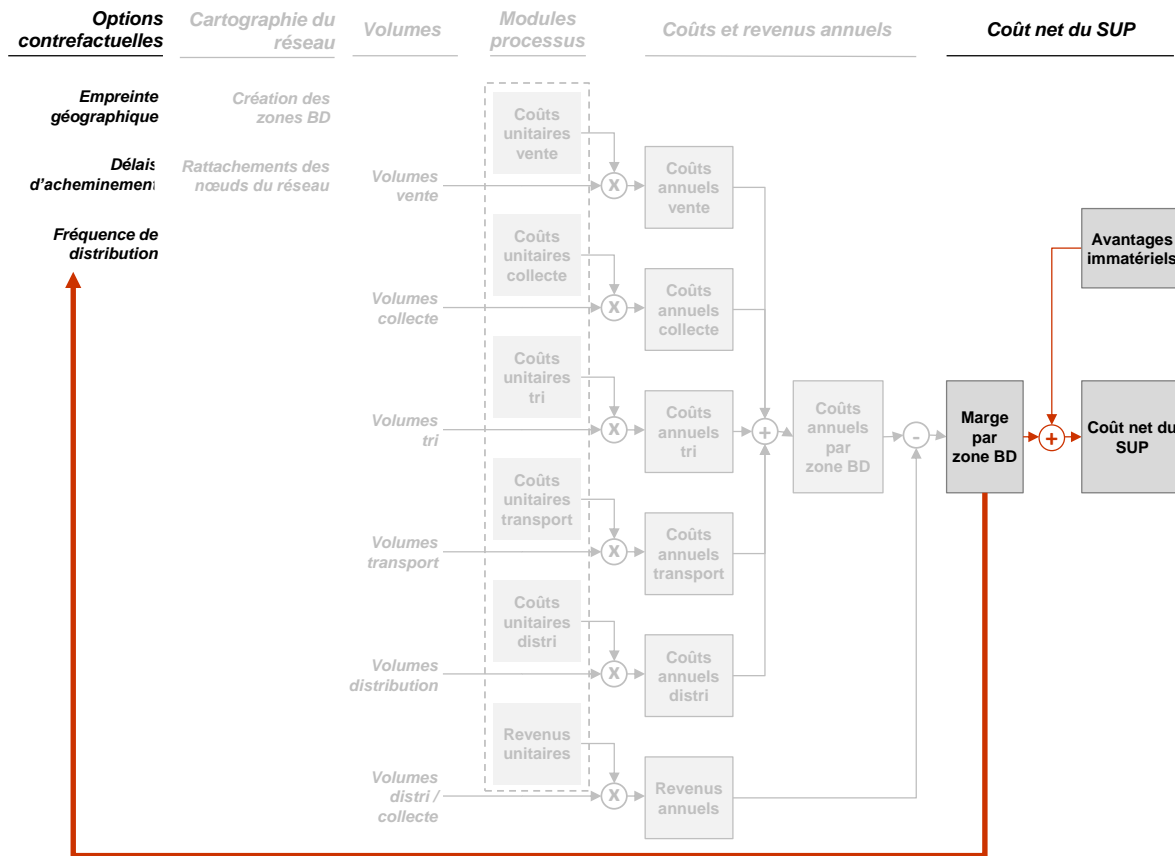 Options
contrefactuelles
Cartographie du
réseau
Volumes
Modules
processus
Coûts et revenus annuels
Coût net du SUP
Empreinte
géographique
Délais
d'acheminement
Fréquence de
distribution
Création des
zones BD
Rattachements des
nœuds du réseau
Volumes
vente
Volumes
collecte
Volumes
tri
Volumes
transport
Volumes
distribution
Volumes
distri /
collecte
Coûts
unitaires
vente
Coûts
unitaires
collecte
Coûts
unitaires
tri
Coûts
unitaires
transport
Coûts
unitaires
distri
Revenus
unitaires
X
X
X
X
X
X
Coûts
annuels
vente
Coûts
annuels
collecte
Coûts
annuels
tri
Coûts
annuels
transport
Coûts
annuels
distri
Revenus
annuels
+
Coûts
annuels
par
zone BD
-
Marge
par
zone BD
+
Avantages
immatériels
Coût net du
SUP